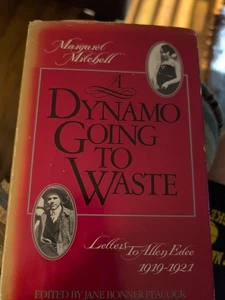 Margaret
Mitchell
A
DYNAMO
GOING
TO
WASTE
Letters To Allen Edee
1919-1921
EDITED BY JANE BONNER PEACOCK